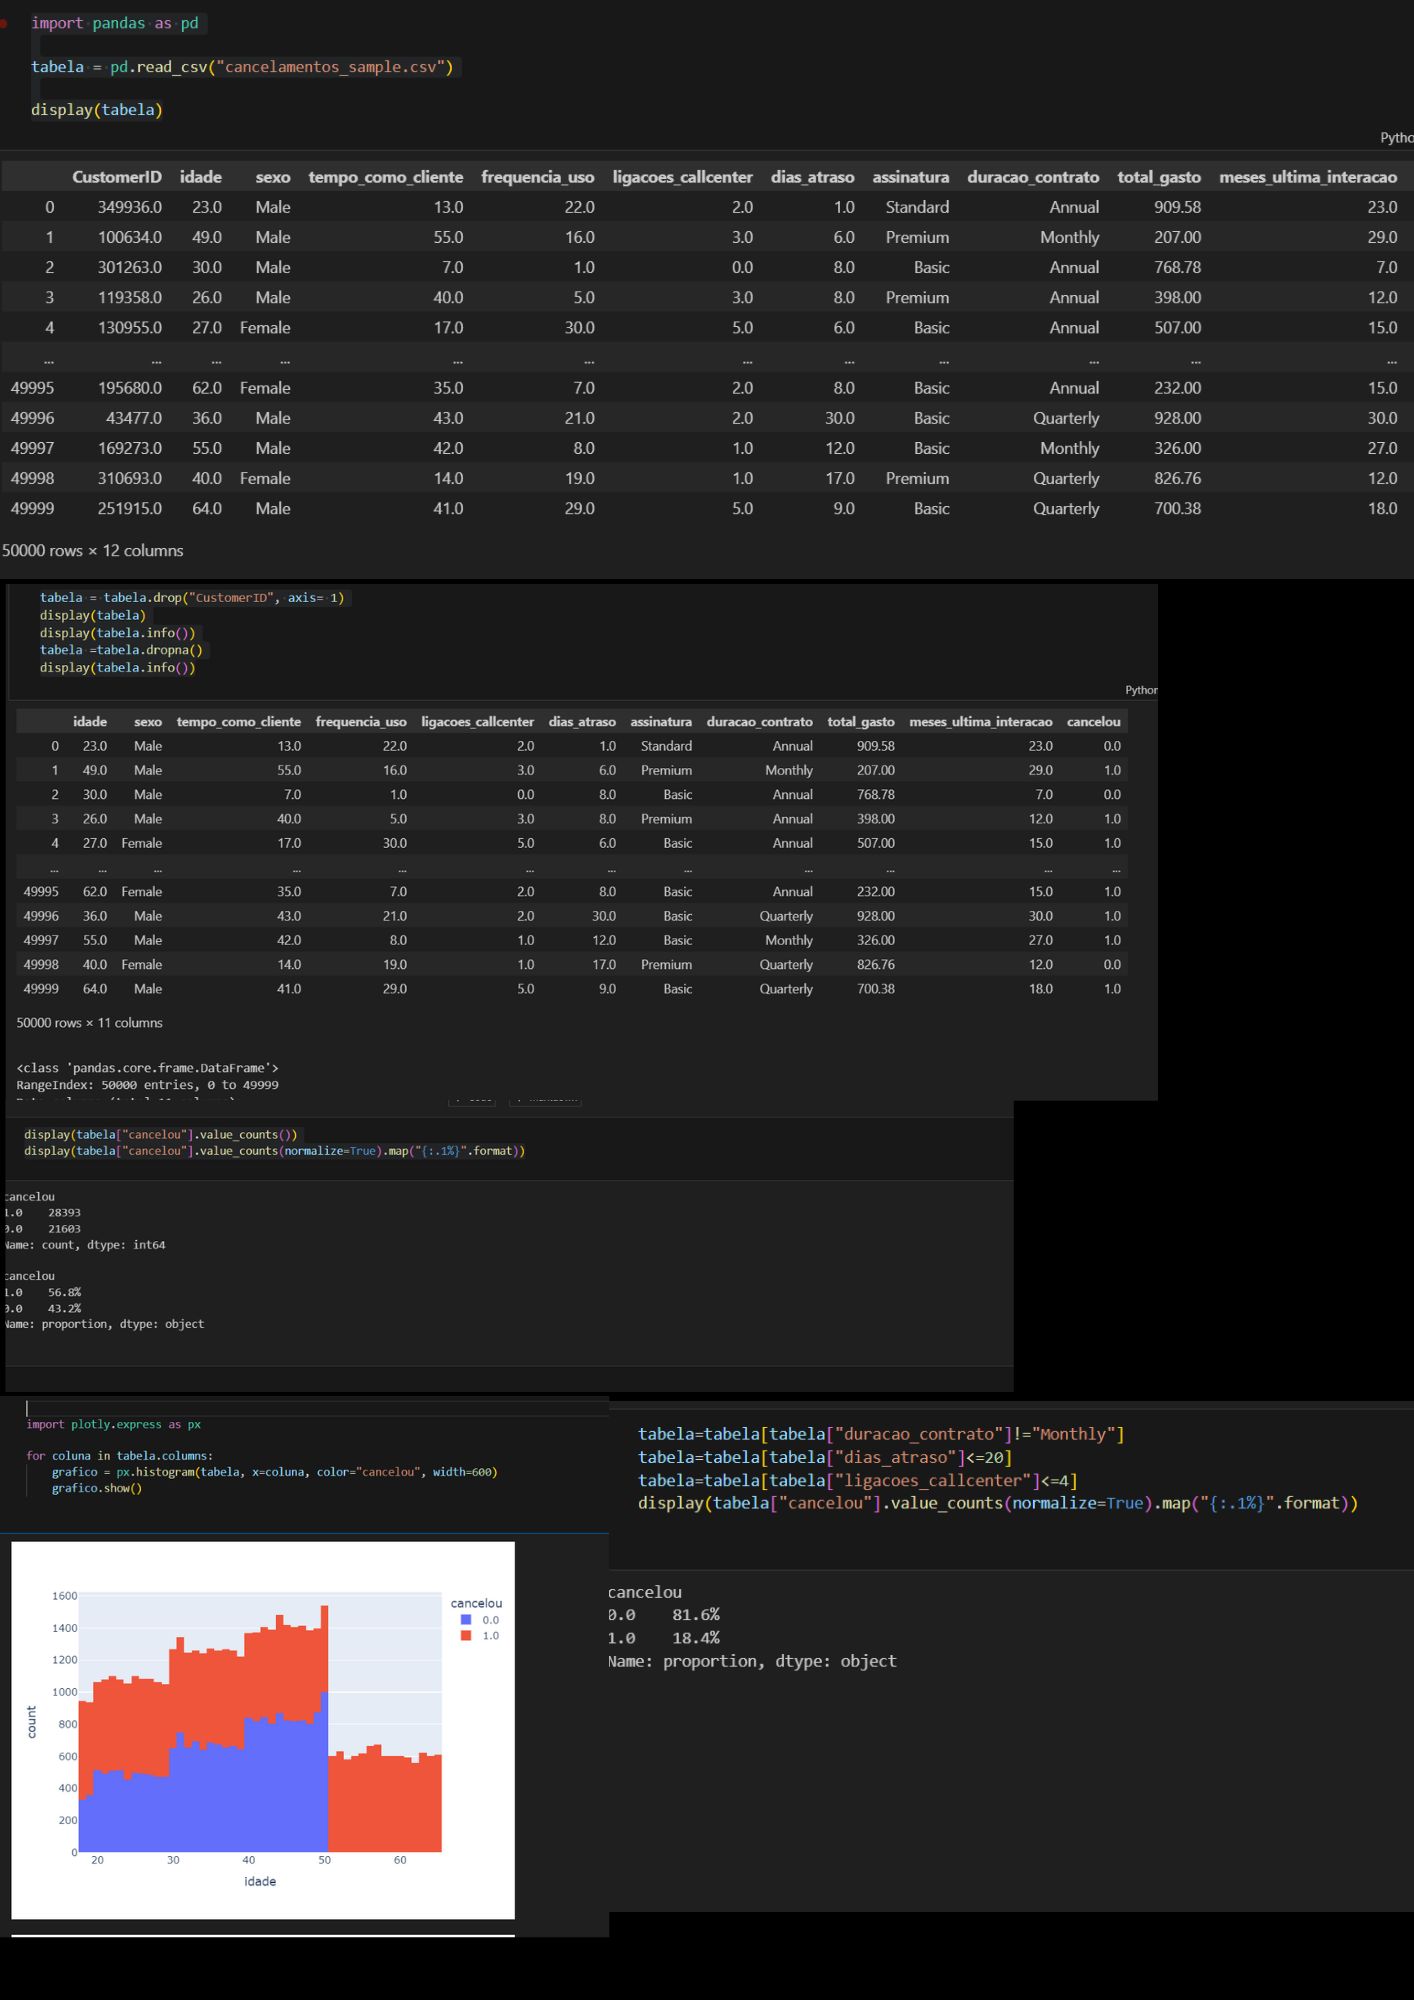 import pandas as pd
tabela = pd.read_csv("cancelamentos_sample.csv")
display(tabela)
Pytho
CustomerID idade sexo tempo_como_cliente frequencia_uso ligacoes_callcenter dias_atraso assinatura duracao_contrato total_gasto meses_ultima_interacao
0 349936.0 23.0 Male 13.0 22.0 2.0 1.0 Standard Annual 909.58 23.0
1 100634.0 49.0 Male 55.0 16.0 3.0 6.0 Premium Monthly 207.00 29.0
2 301263.0 30.0 Male 7.0 1.0 0.0 8.0 Basic Annual 768.78 7.0
3 119358.0 26.0 Male 40.0 5.0 3.0 8.0 Premium Annual 398.00 12.0
4 130955.0 27.0 Female 17.0 30.0 5.0 6.0 Basic Annual 507.00 15.0
... ... ... ... ... ... ... ... ... ... ... ...
49995 195680.0 62.0 Female 35.0 7.0 2.0 8.0 Basic Annual 232.00 15.0
49996 43477.0 36.0 Male 43.0 21.0 2.0 30.0 Basic Quarterly 928.00 30.0
49997 169273.0 55.0 Male 42.0 8.0 1.0 12.0 Basic Monthly 326.00 27.0
49998 310693.0 40.0 Female 14.0 19.0 1.0 17.0 Premium Quarterly 826.76 12.0
49999 251915.0 64.0 Male 41.0 29.0 5.0 9.0 Basic Quarterly 700.38 18.0
50000 rows × 12 columns
tabela = tabela.drop("CustomerID", axis= 1)
display(tabela)
display(tabela.info())
tabela =tabela.dropna()
display(tabela.info())
Python
idade sexo tempo_como_cliente frequencia_uso ligacoes_callcenter dias_atraso assinatura duracao_contrato total_gasto meses_ultima_interacao cancelou
0 23.0 Male 13.0 22.0 2.0 1.0 Standard Annual 909.58 23.0 0.0
1 49.0 Male 55.0 16.0 3.0 6.0 Premium Monthly 207.00 29.0 1.0
2 30.0 Male 7.0 1.0 0.0 8.0 Basic Annual 768.78 7.0 0.0
3 26.0 Male 40.0 5.0 3.0 8.0 Premium Annual 398.00 12.0 1.0
4 27.0 Female 17.0 30.0 5.0 6.0 Basic Annual 507.00 15.0 1.0
... ... ... ... ... ... ... ... ... ... ... ...
49995 62.0 Female 35.0 7.0 2.0 8.0 Basic Annual 232.00 15.0 1.0
49996 36.0 Male 43.0 21.0 2.0 30.0 Basic Quarterly 928.00 30.0 1.0
49997 55.0 Male 42.0 8.0 1.0 12.0 Basic Monthly 326.00 27.0 1.0
49998 40.0 Female 14.0 19.0 1.0 17.0 Premium Quarterly 826.76 12.0 0.0
49999 64.0 Male 41.0 29.0 5.0 9.0 Basic Quarterly 700.38 18.0 1.0
50000 rows × 11 columns
<class 'pandas.core.frame.DataFrame'>
RangeIndex: 50000 entries, 0 to 49999
display(tabela["cancelou"].value_counts())
display(tabela["cancelou"].value_counts(normalize=True).map("{:.1%}".format))
cancelou
1.0 28393
0.0 21603
Name: count, dtype: int64
cancelou
1.0 56.8%
0.0 43.2%
Name: proportion, dtype: object
import plotly.express as px
for coluna in tabela.columns:
grafico = px.histogram(tabela, x=coluna, color="cancelou", width=600)
grafico.show()
1600
1400
1200
1000
800
600
400
200
0
count
20 30 40 50 60
idade
cancelou
0.0
1.0
tabela=tabela[tabela["duracao_contrato"]!="Monthly"]
tabela=tabela[tabela["dias_atraso"]<=20]
tabela=tabela[tabela["ligacoes_callcenter"]<=4]
display(tabela["cancelou"].value_counts(normalize=True).map("{:.1%}".format))
cancelou
0.0 81.6%
1.0 18.4%
Name: proportion, dtype: object